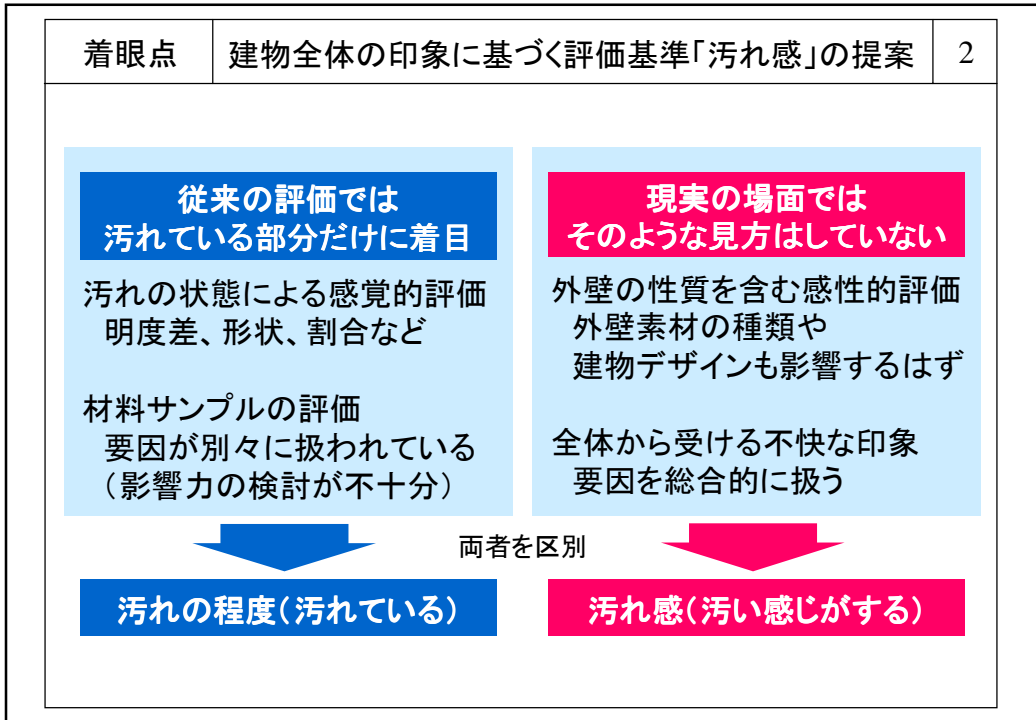 着眼点
建物全体の印象に基づく評価基準「汚れ感」の提案
2
従来の評価では
汚れている部分だけに着目
汚れの状態による感覚的評価
明度差、形状、割合など
材料サンプルの評価
要因が別々に扱われている
（影響力の検討が不十分）
現実の場面では
そのような見方はしていない
外壁の性質を含む感性的評価
外壁素材の種類や
建物デザインも影響するはず
全体から受ける不快な印象
要因を総合的に扱う
両者を区別
汚れの程度（汚れている）
汚れ感（汚い感じがする）